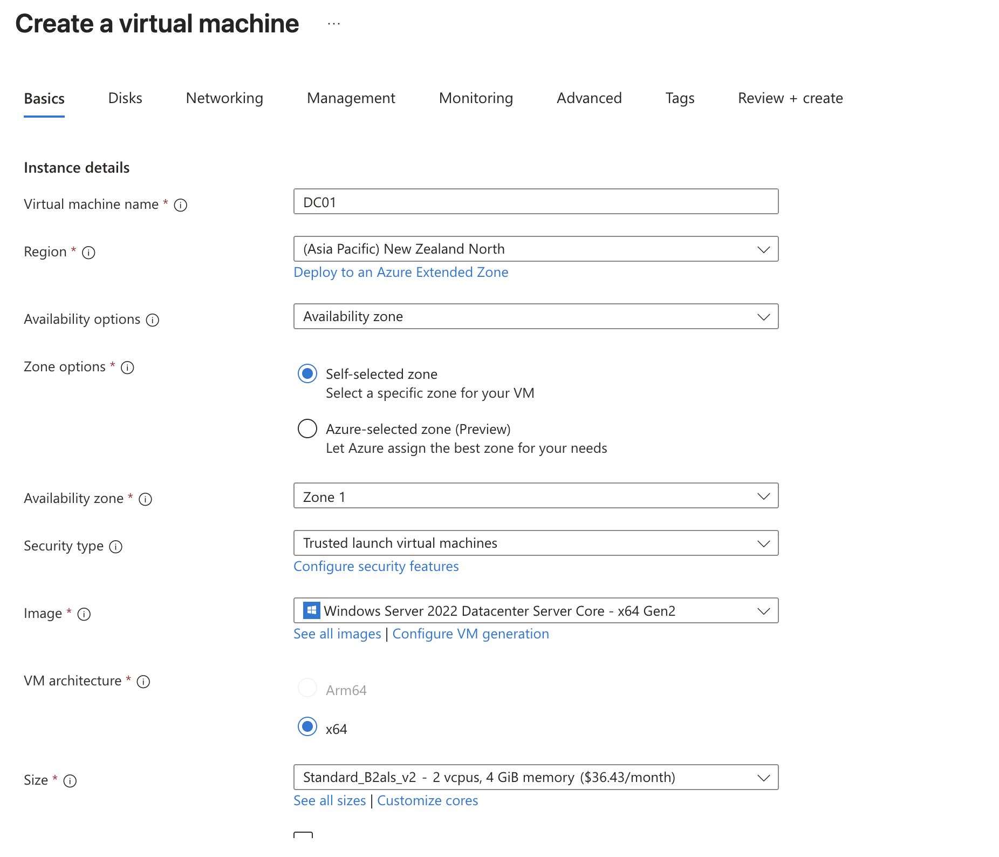 Create a virtual machine ...
Basics Disks Networking Management Monitoring Advanced Tags Review + create
Instance details
Virtual machine name *
DC01
Region *
(Asia Pacific) New Zealand North
Deploy to an Azure Extended Zone
Availability options
Availability zone
Zone options *
Self-selected zone
Select a specific zone for your VM
Azure-selected zone (Preview)
Let Azure assign the best zone for your needs
Availability zone *
Zone 1
Security type
Trusted launch virtual machines
Configure security features
Image *
Windows Server 2022 Datacenter Server Core - x64 Gen2
See all images | Configure VM generation
VM architecture *
Arm64
x64
Size *
Standard_B2als_v2 - 2 vcpus, 4 GiB memory ($36.43/month)
See all sizes | Customize cores